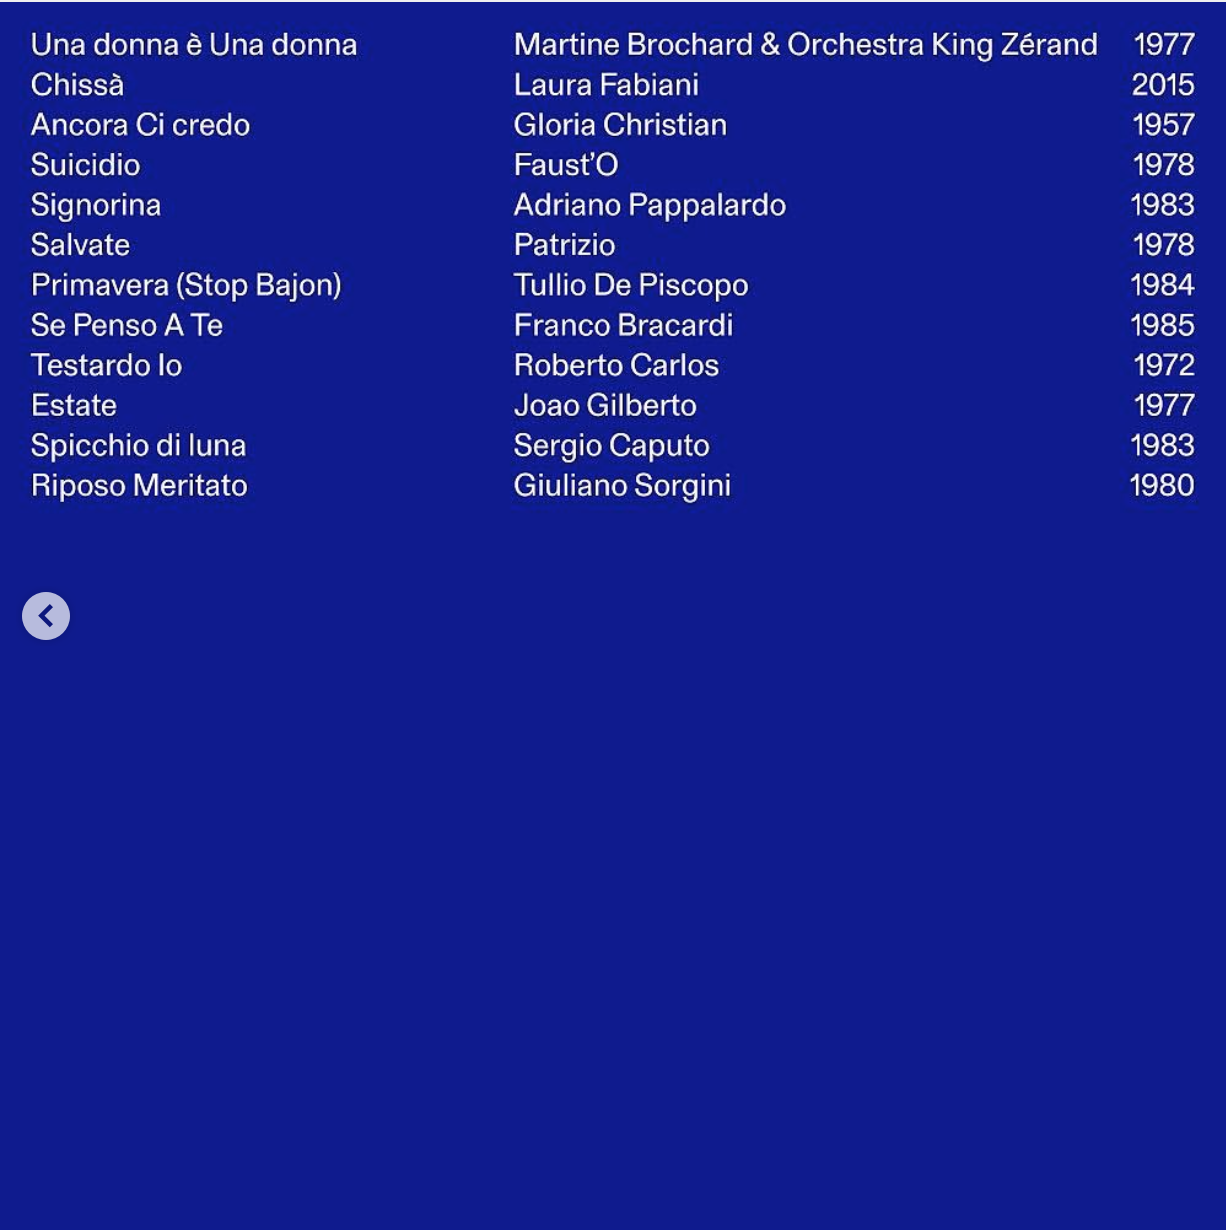 Una donna è Una donna Martine Brochard & Orchestra King Zérand 1977
Chissà Laura Fabiani 2015
Ancora Ci credo Gloria Christian 1957
Suicidio Faust’O 1978
Signorina Adriano Pappalardo 1983
Salvate Patrizio 1978
Primavera (Stop Bajon) Tullio De Piscopo 1984
Se Penso A Te Franco Bracardi 1985
Testardo Io Roberto Carlos 1972
Estate Joao Gilberto 1977
Spicchio di luna Sergio Caputo 1983
Riposo Meritato Giuliano Sorgini 1980